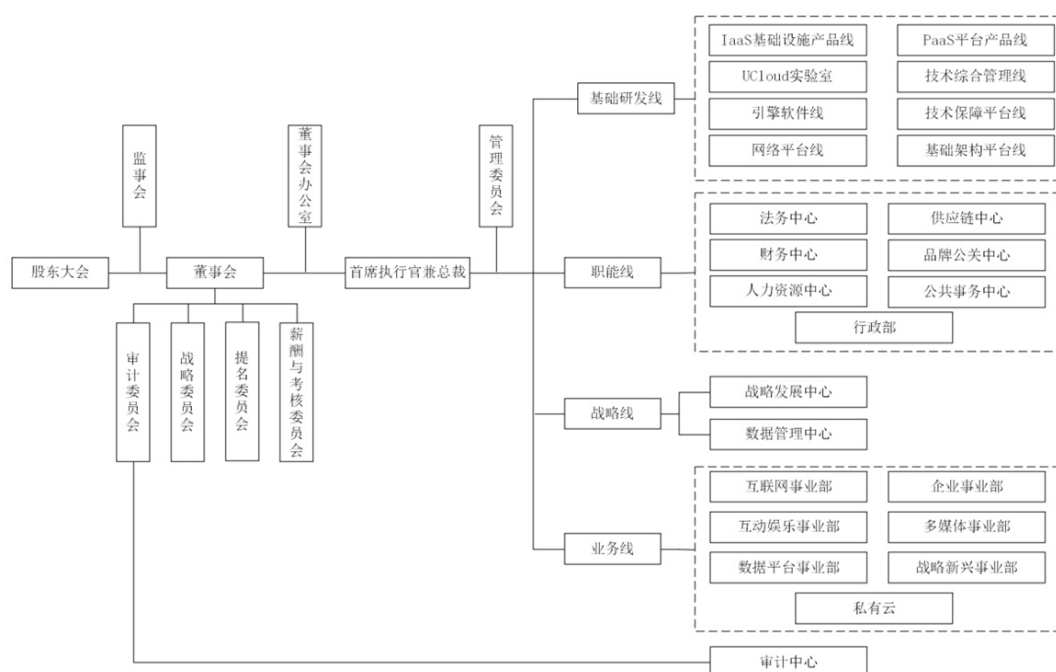 IaaS基础设施产品线
PaaS平台产品线
UCloud实验室
技术综合管理线
引擎软件线
技术保障平台线
网络平台线
基础架构平台线
基础研发线
监事会
董事会办公室
管理委员会
股东大会
董事会
首席执行官兼总裁
职能线
法务中心
供应链中心
财务中心
品牌公关中心
人力资源中心
公共事务中心
行政部
审计委员会
战略委员会
提名委员会
薪酬与考核委员会
战略线
战略发展中心
数据管理中心
业务线
互联网事业部
企业事业部
互动娱乐事业部
多媒体事业部
数据平台事业部
战略新兴事业部
私有云
审计中心